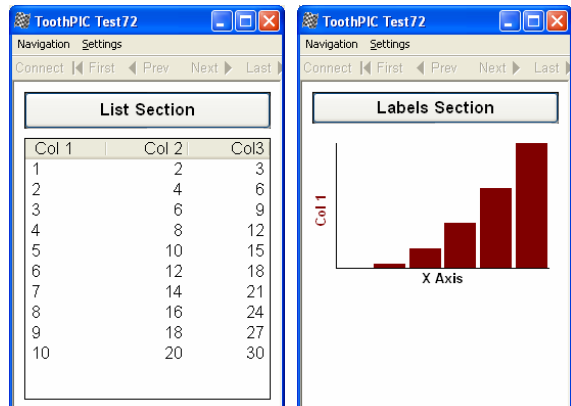 ToothPIC Test72
Navigation Settings
Connect First Prev Next Last
List Section
Col 1 Col 2 Col3
1 2 3
2 4 6
3 6 9
4 8 12
5 10 15
6 12 18
7 14 21
8 16 24
9 18 27
10 20 30
ToothPIC Test72
Navigation Settings
Connect First Prev Next Last
Labels Section
Col 1
X Axis